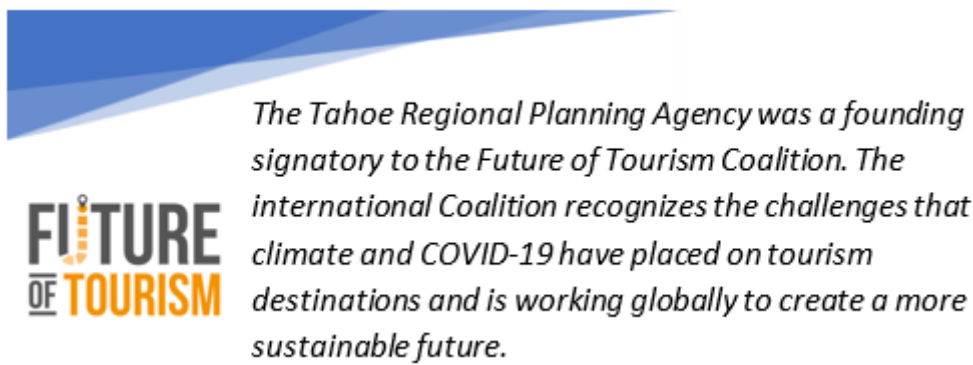 The Tahoe Regional Planning Agency was a founding
signatory to the Future of Tourism Coalition. The
international Coalition recognizes the challenges that
climate and COVID-19 have placed on tourism
destinations and is working globally to create a more
sustainable future.
FUTURE
OF TOURISM